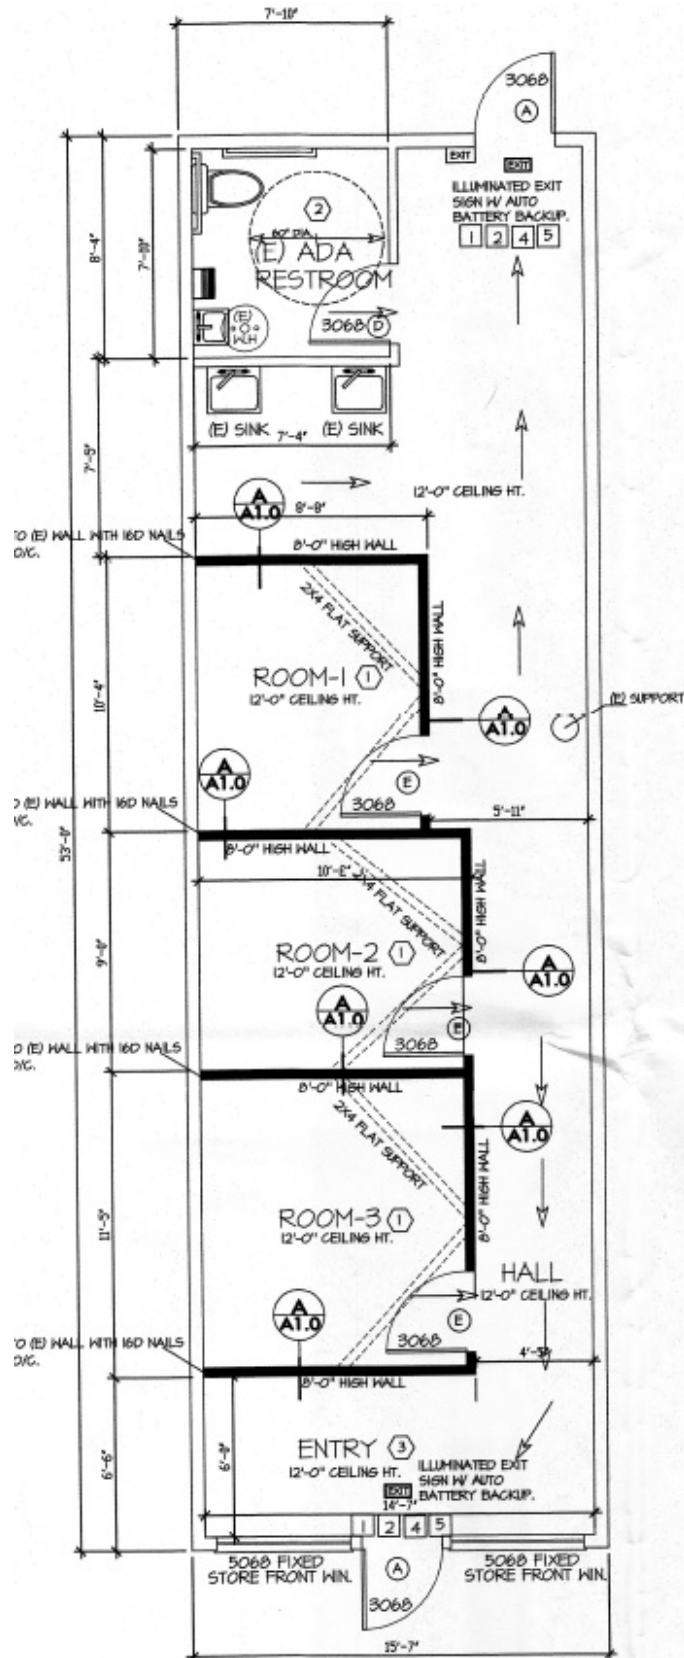 7'-10"
3068
A
EXIT
EXIT
ILLUMINATED EXIT
SIGN W/ AUTO
BATTERY BACKUP.
1 2 4 5
2
60" DIA.
(E) ADA
RESTROOM
8'-4"
7'-10"
3068 D
(E)
W.H
(E) SINK
(E) SINK
7'-4"
7'-5"
12'-0" CEILING HT.
A
A1.0
8'-8"
TO (E) WALL WITH 16D NAILS
O/C.
8'-0" HIGH WALL
2X4 FLAT SUPPORT
8'-0" HIGH WALL
ROOM-1 1
12'-0" CEILING HT.
10'-4"
(E) SUPPORT
A
A1.0
A
A1.0
E
3068
O (E) WALL WITH 16D NAILS
/C.
5'-11"
53'-0"
8'-0" HIGH WALL
2X4 FLAT SUPPORT
8'-0" HIGH WALL
9'-0"
ROOM-2 1
12'-0" CEILING HT.
A
A1.0
A
A1.0
E
3068
O (E) WALL WITH 16D NAILS
O/C.
8'-0" HIGH WALL
2X4 FLAT SUPPORT
A
A1.0
8'-0" HIGH WALL
11'-5"
ROOM-3 1
12'-0" CEILING HT.
HALL
12'-0" CEILING HT.
A
A1.0
E
3068
TO (E) WALL WITH 16D NAILS
O/C.
8'-0" HIGH WALL
6'-6"
ENTRY 3
12'-0" CEILING HT.
ILLUMINATED EXIT
SIGN W/ AUTO
BATTERY BACKUP.
EXIT
14'-7"
1 2 4 5
5068 FIXED
STORE FRONT WIN.
A
3068
5068 FIXED
STORE FRONT WIN.
15'-7"